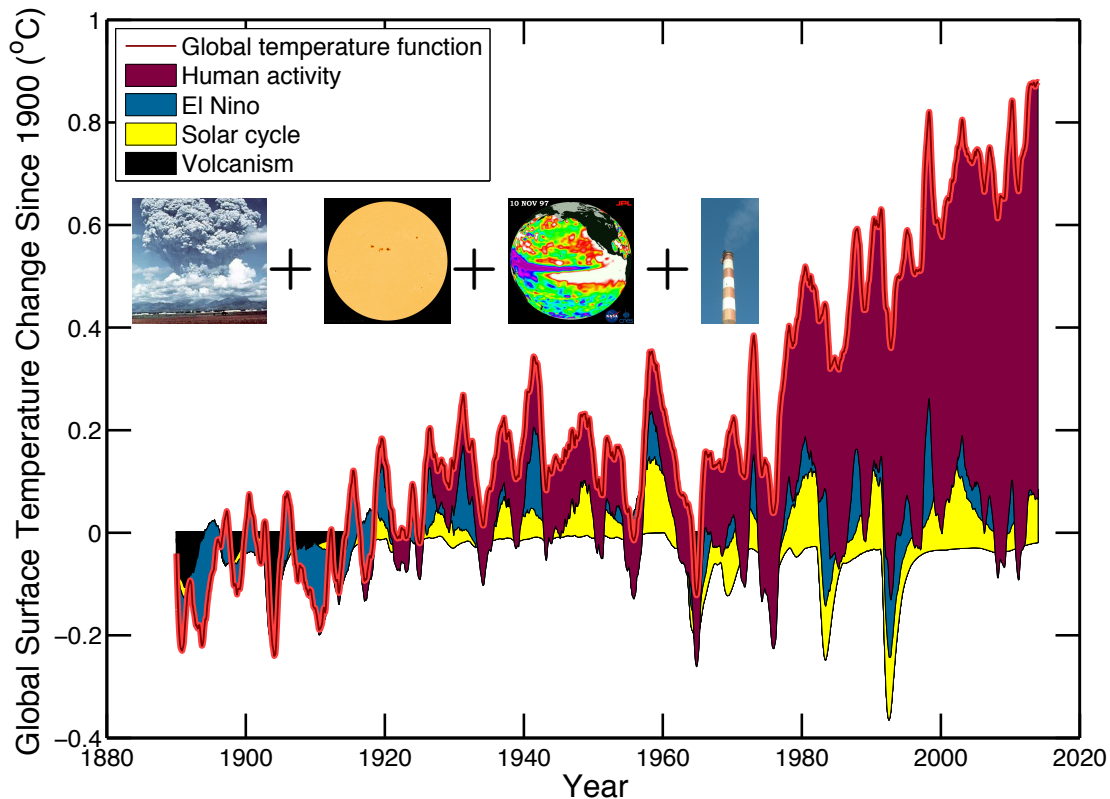 Global Surface Temperature Change Since 1900 (°C)
1
0.8
0.6
0.4
0.2
0
−0.2
−0.4
Global temperature function
Human activity
El Nino
Solar cycle
Volcanism
10 NOV 97 JPL
NASA
1880 1900 1920 1940 1960 1980 2000 2020
Year